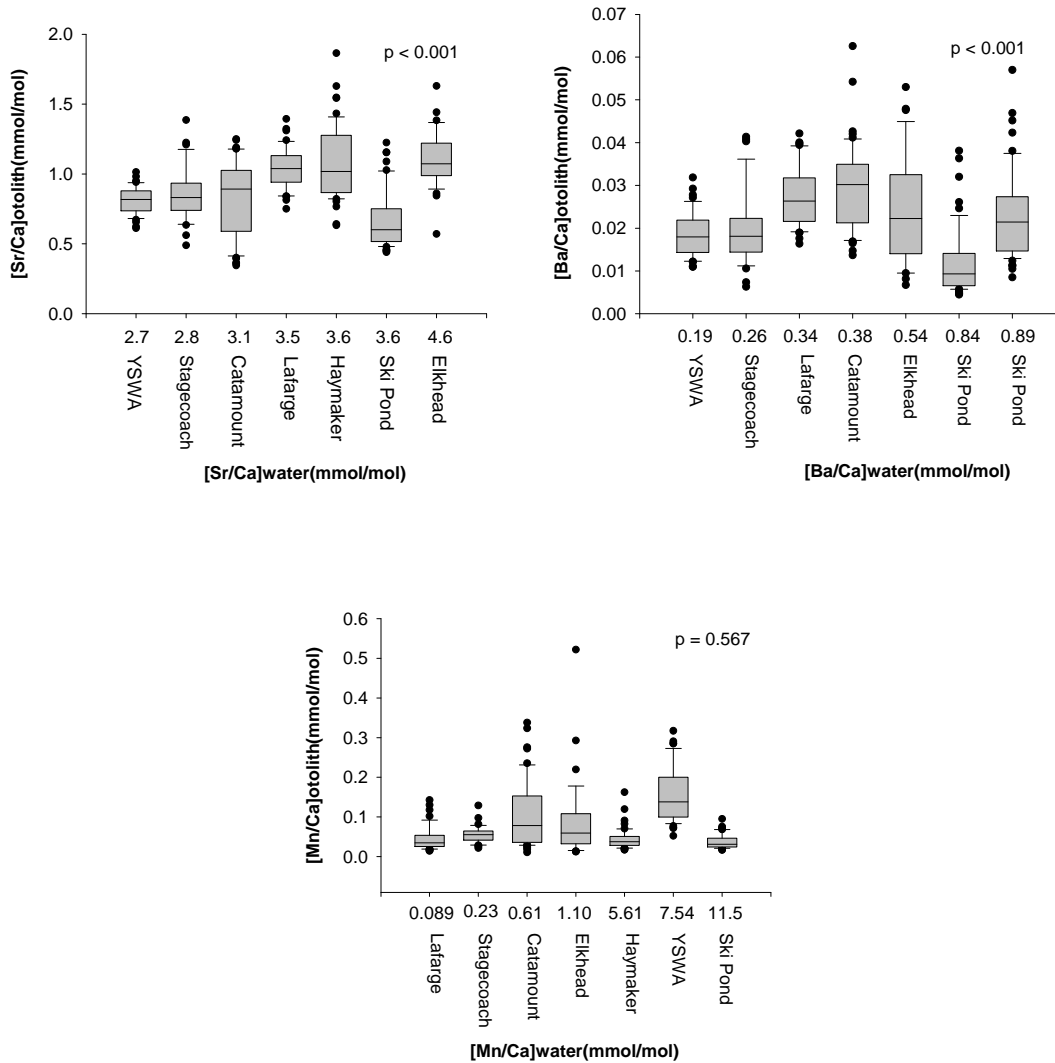 2.0
1.5
1.0
0.5
0.0
[Sr/Ca]otolith(mmol/mol)
p < 0.001
2.7 2.8 3.1 3.5 3.6 3.6 4.6
YSWA
Stagecoach
Catamount
Lafarge
Haymaker
Ski Pond
Elkhead
[Sr/Ca]water(mmol/mol)
0.07
0.06
0.05
0.04
0.03
0.02
0.01
0.00
[Ba/Ca]otolith(mmol/mol)
p < 0.001
0.19 0.26 0.34 0.38 0.54 0.84 0.89
YSWA
Stagecoach
Lafarge
Catamount
Elkhead
Ski Pond
Ski Pond
[Ba/Ca]water(mmol/mol)
0.6
0.5
0.4
0.3
0.2
0.1
0.0
[Mn/Ca]otolith(mmol/mol)
p = 0.567
0.089 0.23 0.61 1.10 5.61 7.54 11.5
Lafarge
Stagecoach
Catamount
Elkhead
Haymaker
YSWA
Ski Pond
[Mn/Ca]water(mmol/mol)